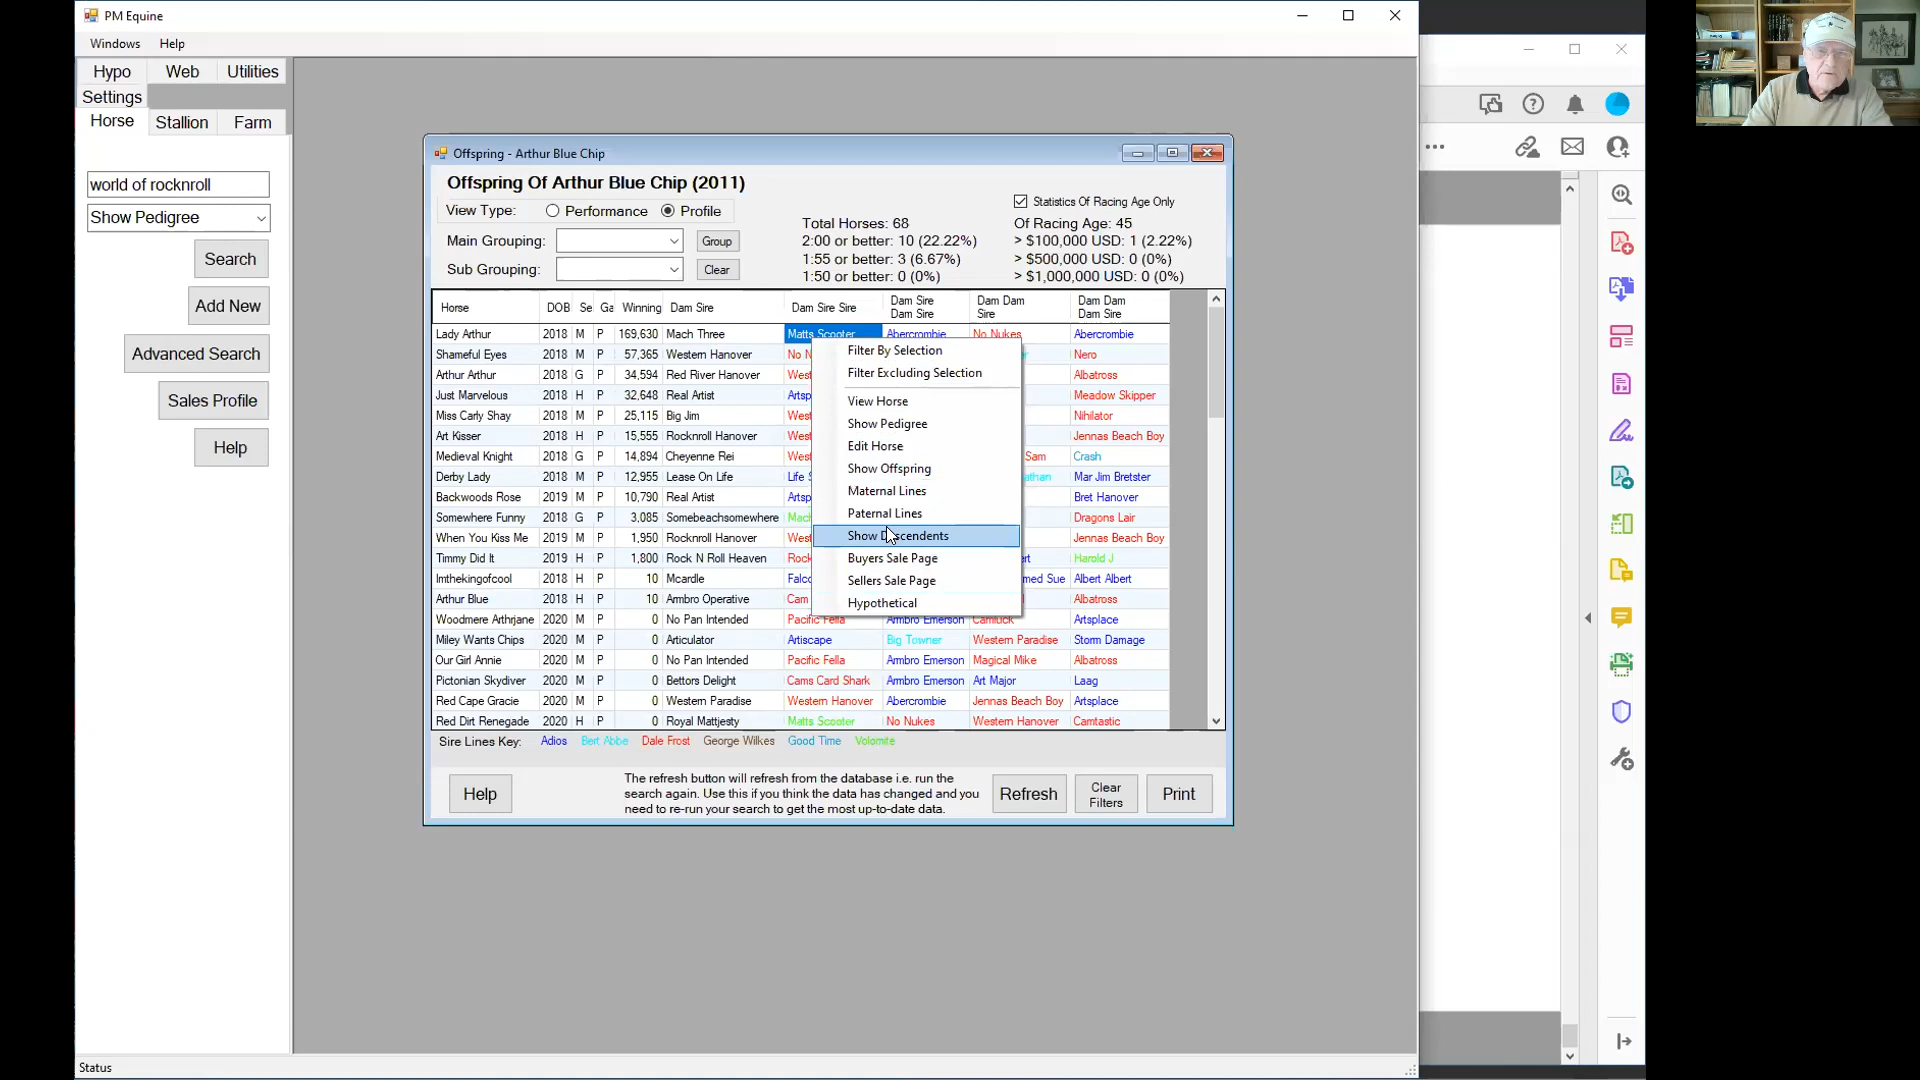 PM Equine
Windows Help
Hypo Web Utilities
Settings
Horse Stallion Farm
world of rocknroll
Show Pedigree
Search
Add New
Advanced Search
Sales Profile
Help
Offspring - Arthur Blue Chip
Offspring Of Arthur Blue Chip (2011)
View Type: Performance Profile
Main Grouping: Group
Sub Grouping: Clear
Total Horses: 68
2:00 or better: 10 (22.22%)
1:55 or better: 3 (6.67%)
1:50 or better: 0 (0%)
Statistics Of Racing Age Only
Of Racing Age: 45
> $100,000 USD: 1 (2.22%)
> $500,000 USD: 0 (0%)
> $1,000,000 USD: 0 (0%)
Horse DOB Se Ga Winning Dam Sire Dam Sire Sire Dam Sire Dam Sire Dam Dam Sire Dam Dam Dam Sire
Lady Arthur 2018 M P 169,630 Mach Three Matts Scooter Abercrombie No Nukes Abercrombie
Shameful Eyes 2018 M P 57,365 Western Hanover No N Nero
Arthur Arthur 2018 G P 34,594 Red River Hanover West Albatross
Just Marvelous 2018 H P 32,648 Real Artist Artsp Meadow Skipper
Miss Carly Shay 2018 M P 25,115 Big Jim West Nihilator
Art Kisser 2018 H P 15,555 Rocknroll Hanover West Jennas Beach Boy
Medieval Knight 2018 G P 14,894 Cheyenne Rei West Sam Crash
Derby Lady 2018 M P 12,955 Lease On Life Life S athan Mar Jim Bretster
Backwoods Rose 2019 M P 10,790 Real Artist Artsp Bret Hanover
Somewhere Funny 2018 G P 3,085 Somebeachsomewhere Mach Dragons Lair
When You Kiss Me 2019 M P 1,950 Rocknroll Hanover West Jennas Beach Boy
Timmy Did It 2019 H P 1,800 Rock N Roll Heaven Rock rt Harold J
Imthekingofcool 2018 H P 10 Mcardle Falco med Sue Albert Albert
Arthur Blue 2018 H P 10 Ambro Operative Cam Albatross
Woodmere Arthrjane 2020 M P 0 No Pan Intended Pacific Fella Ambro Emerson Camluck Artsplace
Miley Wants Chips 2020 M P 0 Articulator Artiscape Big Towner Western Paradise Storm Damage
Our Girl Annie 2020 M P 0 No Pan Intended Pacific Fella Ambro Emerson Magical Mike Albatross
Pictonian Skydiver 2020 M P 0 Bettors Delight Cams Card Shark Ambro Emerson Art Major Laag
Red Cape Gracie 2020 M P 0 Western Paradise Western Hanover Abercrombie Jennas Beach Boy Artsplace
Red Dirt Renegade 2020 H P 0 Royal Mattjesty Matts Scooter No Nukes Western Hanover Camtastic
Filter By Selection
Filter Excluding Selection
View Horse
Show Pedigree
Edit Horse
Show Offspring
Maternal Lines
Paternal Lines
Show Descendents
Buyers Sale Page
Sellers Sale Page
Hypothetical
Sire Lines Key: Adios Bert Abbe Dale Frost George Wilkes Good Time Volomite
Help
The refresh button will refresh from the database i.e. run the
search again. Use this if you think the data has changed and you
need to re-run your search to get the most up-to-date data.
Refresh
Clear
Filters
Print
Status